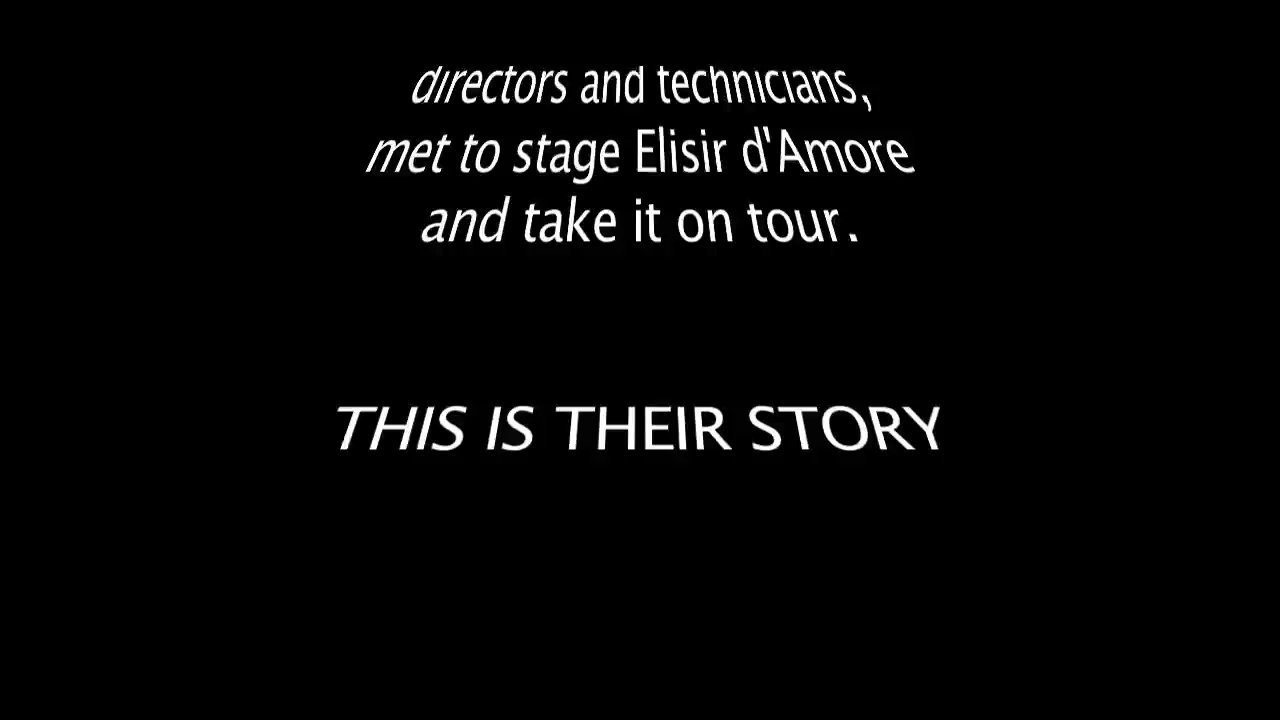 directors and technicians,
met to stage Elisir d'Amore
and take it on tour.
THIS IS THEIR STORY